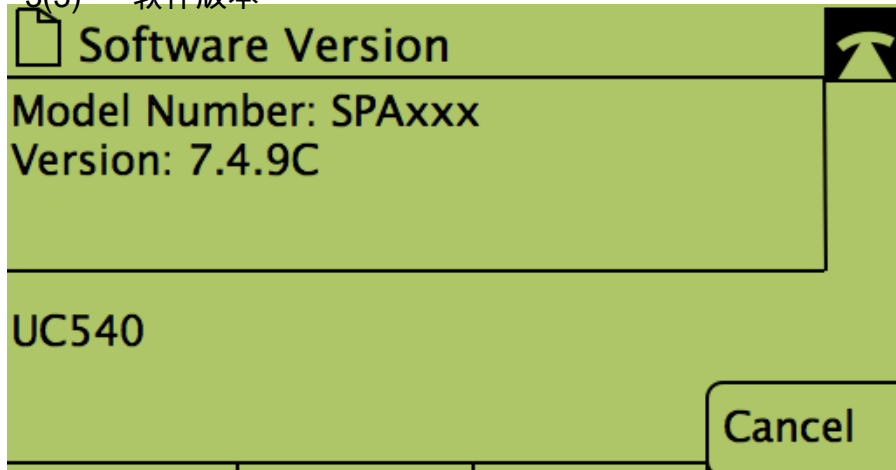 Software Version
Model Number: SPAxxx
Version: 7.4.9C
UC540
Cancel